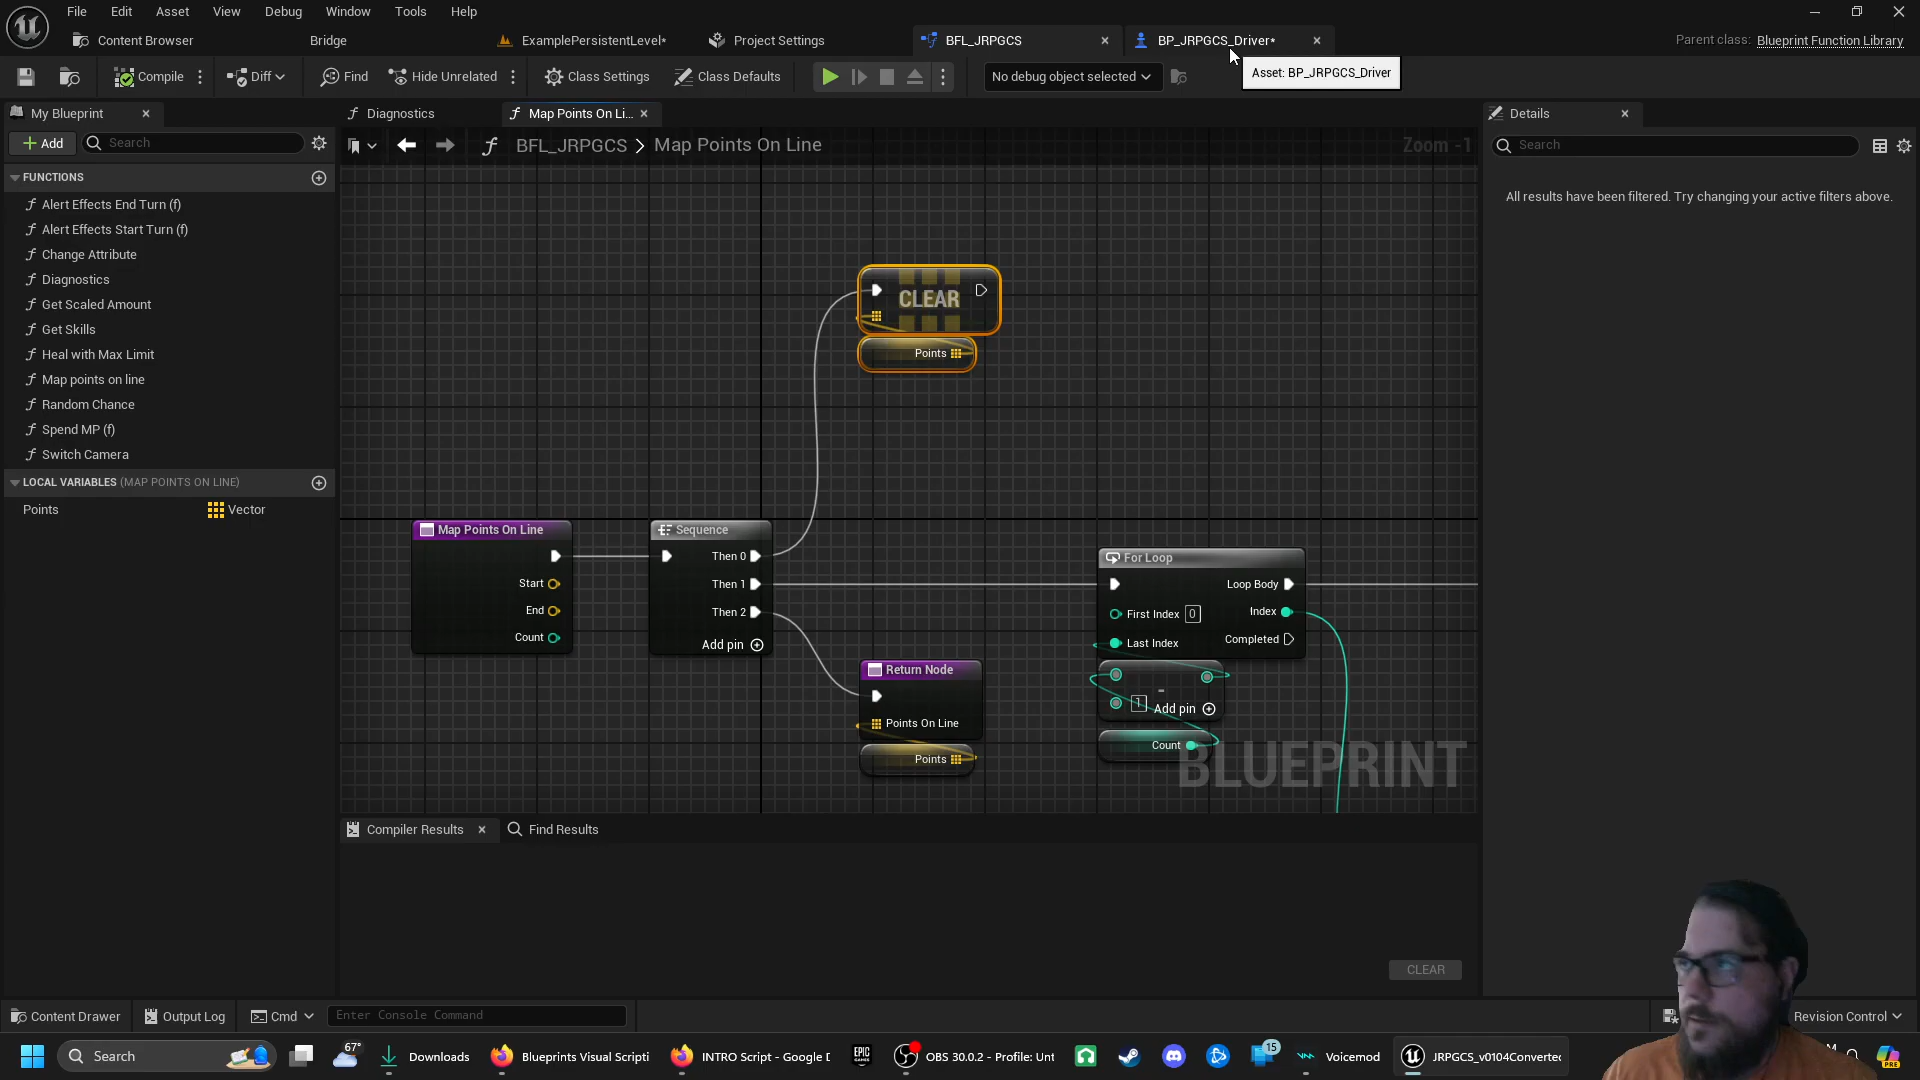 File Edit Asset View Debug Window Tools Help
Content Browser Bridge ExamplePersistentLevel* Project Settings BFL_JRPGCS BP_JRPGCS_Driver* Parent class: Blueprint Function Library
Compile Diff Find Hide Unrelated Class Settings Class Defaults No debug object selected Asset: BP_JRPGCS_Driver
My Blueprint Diagnostics Map Points On Li... Details
Add Search BFL_JRPGCS > Map Points On Line Zoom -1 Search
FUNCTIONS
All results have been filtered. Try changing your active filters above.
Alert Effects End Turn (f)
Alert Effects Start Turn (f)
Change Attribute
Diagnostics
Get Scaled Amount
Get Skills
Heal with Max Limit
Map points on line
Random Chance
Spend MP (f)
Switch Camera
LOCAL VARIABLES (MAP POINTS ON LINE)
Points Vector
CLEAR
Points
Map Points On Line
Start
End
Count
Sequence
Then 0
Then 1
Then 2
Add pin
For Loop
Loop Body
First Index 0 Index
Last Index Completed
- 
1 Add pin
Count
Return Node
Points On Line
Points
BLUEPRINT
Compiler Results Find Results
CLEAR
Content Drawer Output Log Cmd Enter Console Command Revision Control
Search 67° Downloads Blueprints Visual Scripti INTRO Script - Google D EPIC GAMES OBS 30.0.2 - Profile: Unt 15 Voicemod JRPGCS_v0104Converted PRE